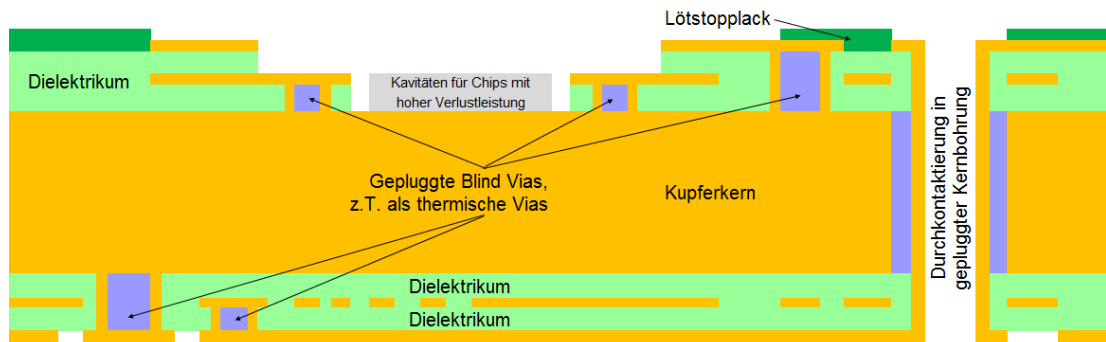 Lötstopplack
Dielektrikum
Kavitäten für Chips mit
hoher Verlustleistung
Gepluggte Blind Vias,
z.T. als thermische Vias
Kupferkern
Durchkontaktierung in
gepluggter Kernbohrung
Dielektrikum
Dielektrikum